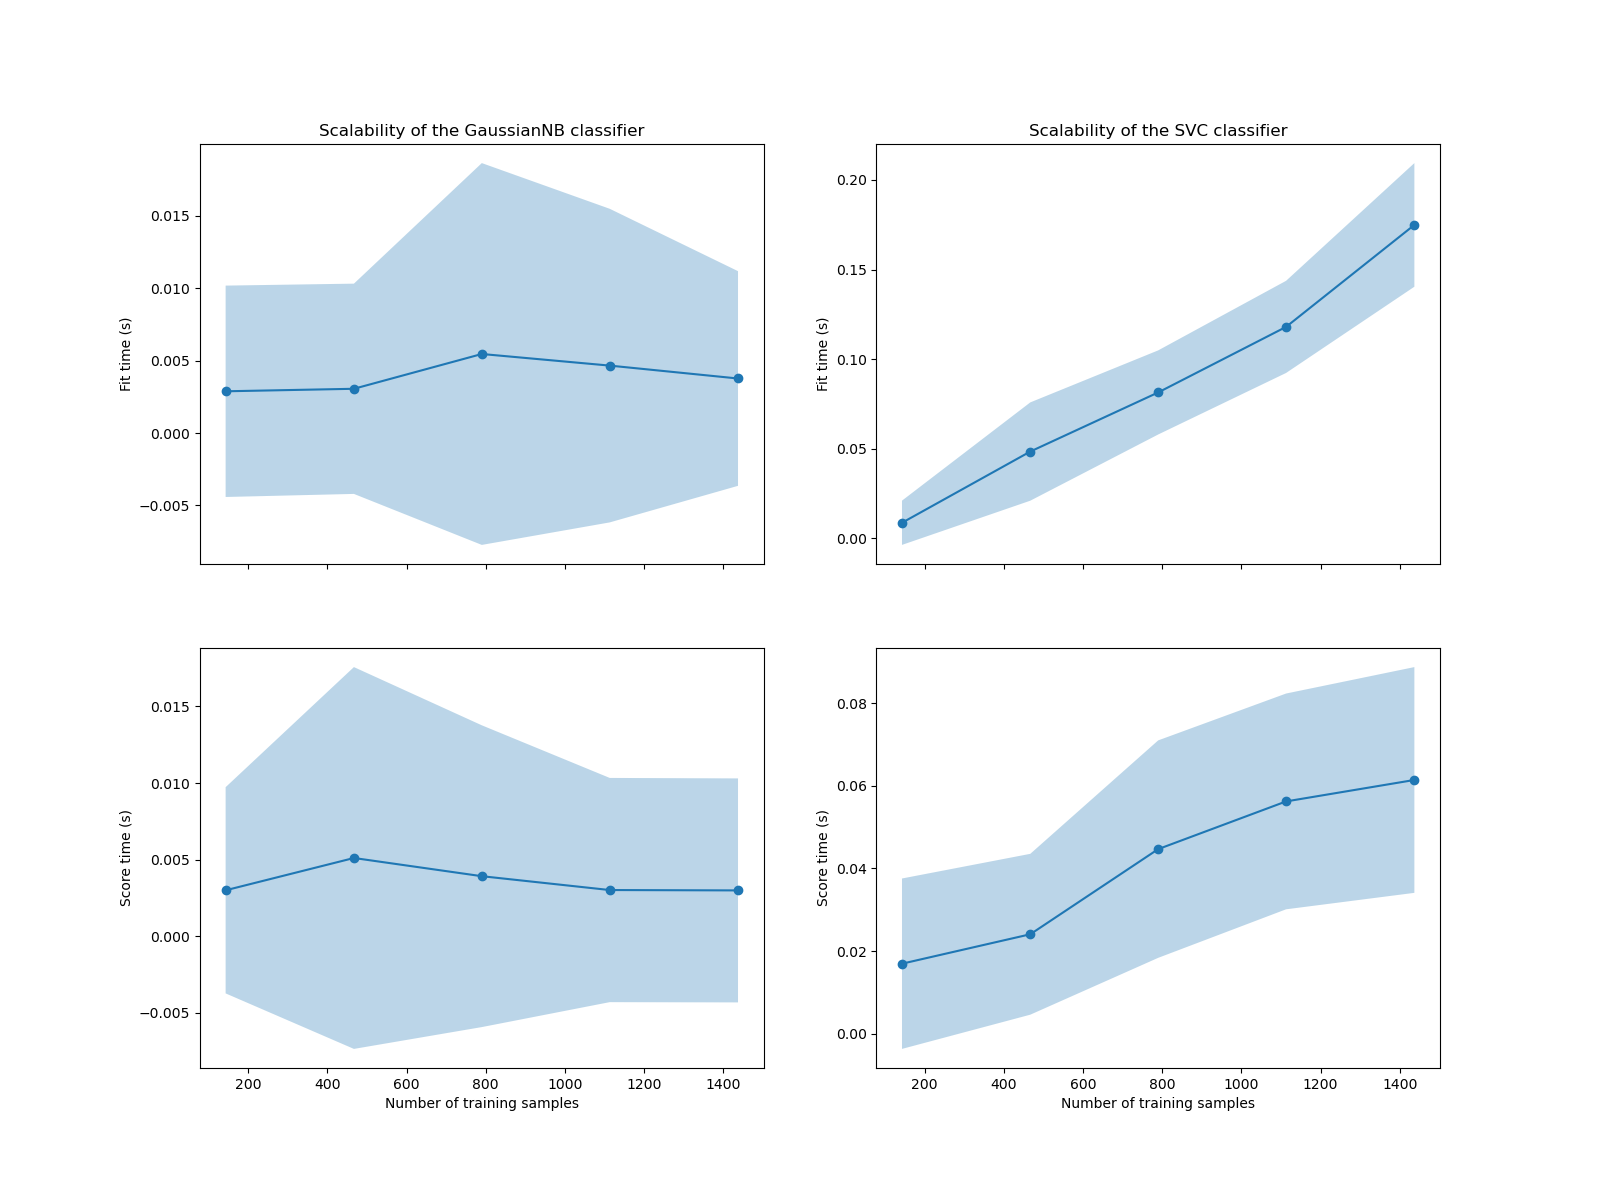 Scalability of the GaussianNB classifier
Fit time (s)
0.015
0.010
0.005
0.000
−0.005
Scalability of the SVC classifier
Fit time (s)
0.20
0.15
0.10
0.05
0.00
Score time (s)
0.015
0.010
0.005
0.000
−0.005
200 400 600 800 1000 1200 1400
Number of training samples
Score time (s)
0.08
0.06
0.04
0.02
0.00
200 400 600 800 1000 1200 1400
Number of training samples